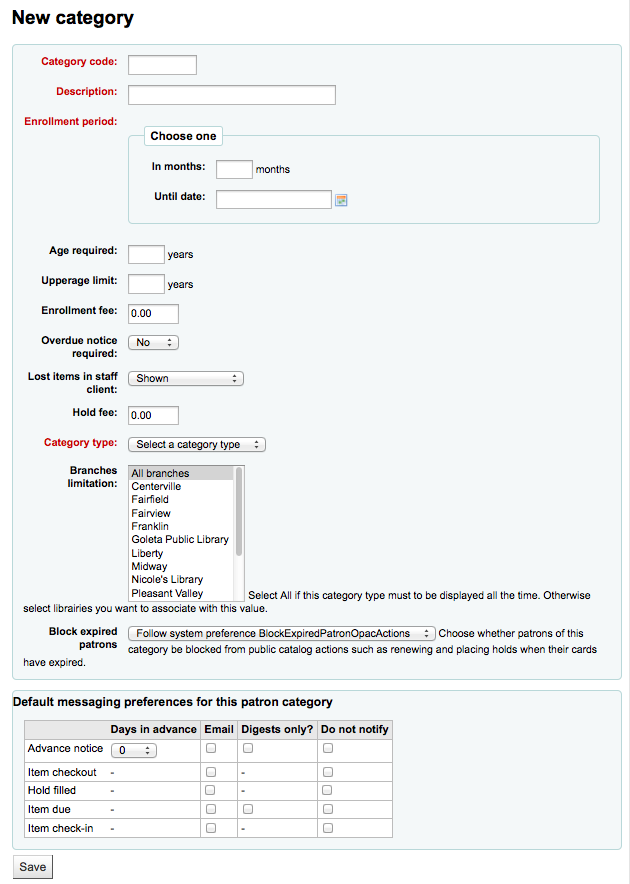 New category
Category code:
Description:
Enrollment period:
Choose one
In months: months
Until date:
Age required: years
Upperage limit: years
Enrollment fee: 0.00
Overdue notice required: No
Lost items in staff client: Shown
Hold fee: 0.00
Category type: Select a category type
Branches limitation:
All branches
Centerville
Fairfield
Fairview
Franklin
Goleta Public Library
Liberty
Midway
Nicole's Library
Pleasant Valley
Select All if this category type must to be displayed all the time. Otherwise
select librairies you want to associate with this value.
Block expired patrons
Follow system preference BlockExpiredPatronOpacActions Choose whether patrons of this
category be blocked from public catalog actions such as renewing and placing holds when their cards
have expired.
Default messaging preferences for this patron category
Days in advance Email Digests only? Do not notify
Advance notice 0
Item checkout - -
Hold filled - -
Item due -
Item check-in - -
Save